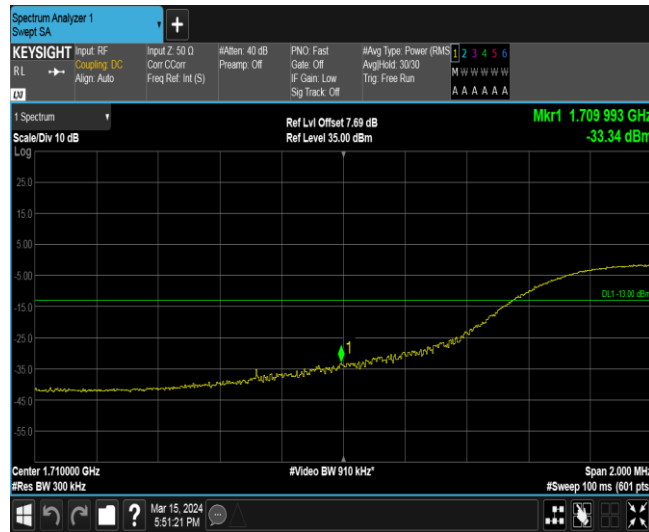 Spectrum Analyzer 1
Swept SA
KEYSIGHT
RL
LXI
Input: RF
Coupling: DC
Align: Auto
Input Z: 50 Ω
Corr CCorr
Freq Ref: Int (S)
#Atten: 40 dB
Preamp: Off
PNO: Fast
Gate: Off
IF Gain: Low
Sig Track: Off
#Avg Type: Power (RMS
Avg|Hold: 30/30
Trig: Free Run
1 2 3 4 5 6
M W W W W W
A A A A A A
1 Spectrum
Scale/Div 10 dB
Log
Ref Lvl Offset 7.69 dB
Ref Level 35.00 dBm
Mkr1 1.709 993 GHz
-33.34 dBm
25.0
15.0
5.00
-5.00
DL1 -13.00 dBm
-15.0
-25.0
1
-35.0
-45.0
-55.0
Center 1.710000 GHz
#Res BW 300 kHz
#Video BW 910 kHz*
Span 2.000 MHz
#Sweep 100 ms (601 pts
?
Mar 15, 2024
5:51:21 PM